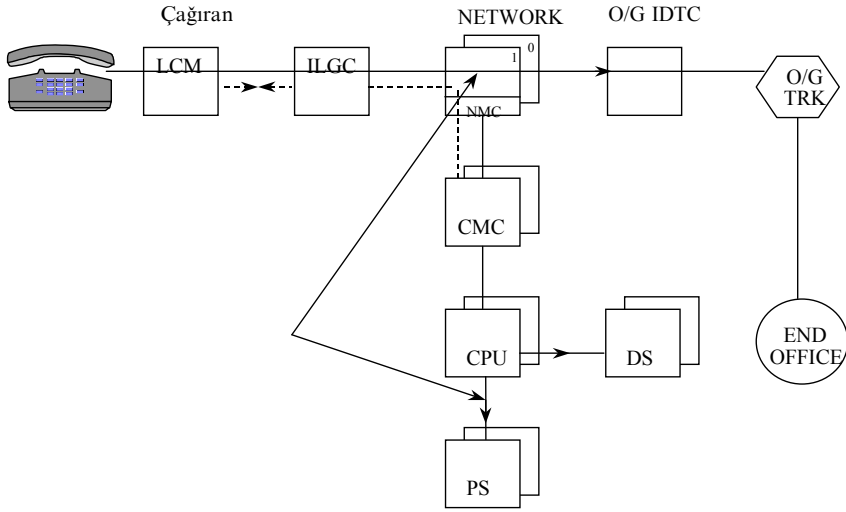 Çağıran
NETWORK
O/G IDTC
LCM
ILGC
1
0
NMC
O/G
TRK
CMC
CPU
DS
END
OFFICE
PS